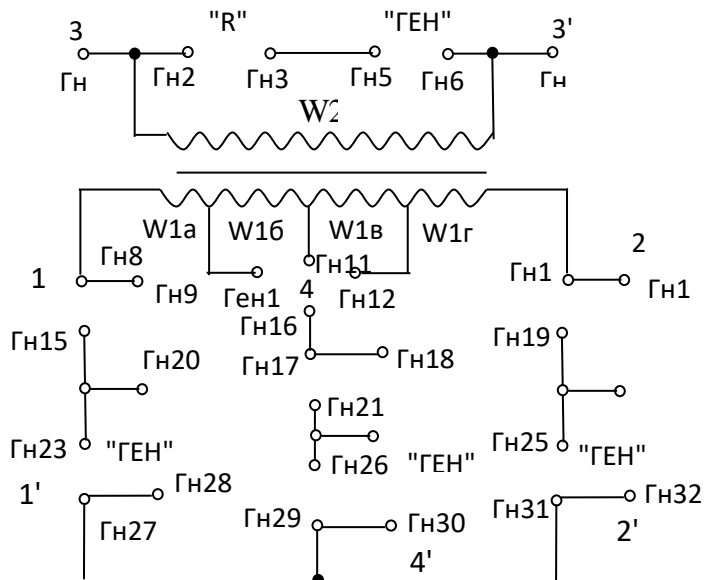 3 "R" "ГЕН" 3'
Гн Гн2 Гн3 Гн5 Гн6 Гн
W2
W1а W1б W1в W1г
1 Гн8 Гн11 Гн1 2
Гн9 Ген1 4 Гн12 Гн1
Гн16
Гн15 Гн17 Гн18 Гн19
Гн20
Гн21
Гн23 "ГЕН" Гн26 "ГЕН" Гн25 "ГЕН"
1' Гн28 Гн32
Гн27 Гн29 Гн30 Гн31
4' 2'